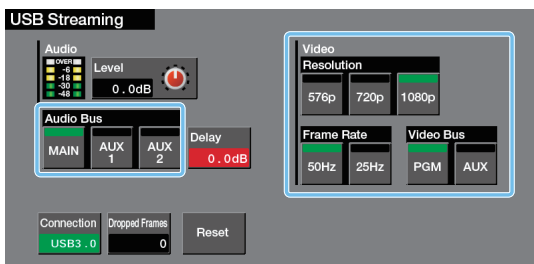 USB Streaming
Audio
OVER
-6
-18
-30
-48
Level
0.0dB
Audio Bus
MAIN
AUX
1
AUX
2
Delay
0.0dB
Video
Resolution
576p
720p
1080p
Frame Rate
50Hz
25Hz
Video Bus
PGM
AUX
Connection
USB3.0
Dropped Frames
0
Reset